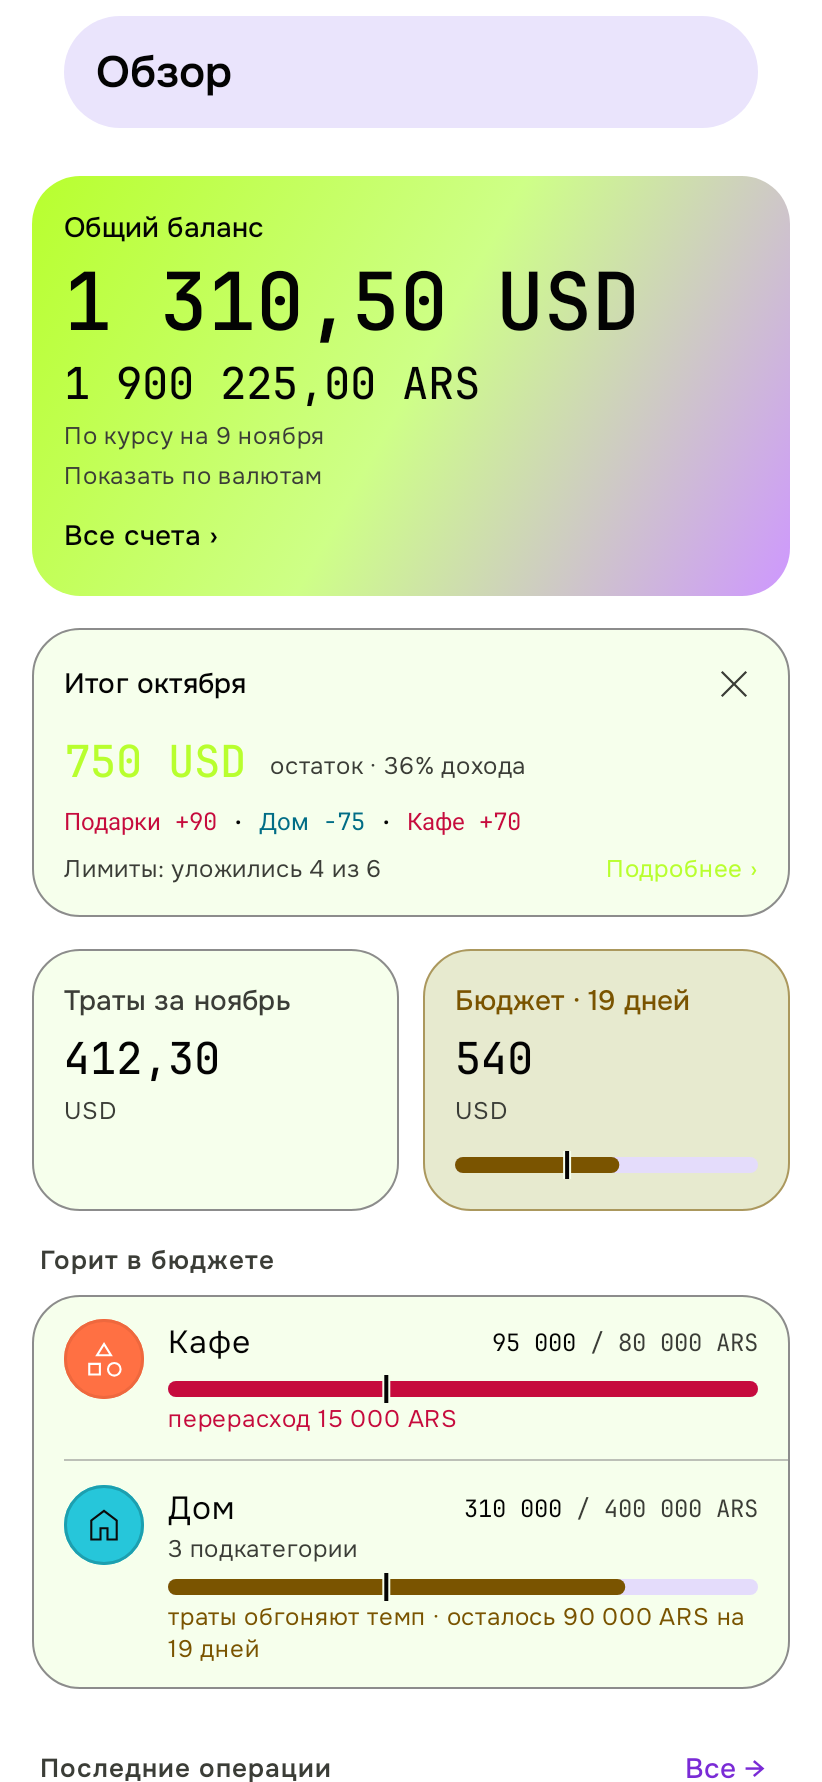 Обзор
Общий баланс
1 310,50 USD
1 900 225,00 ARS
По курсу на 9 ноября
Показать по валютам
Все счета ›
Итог октября
750 USD остаток · 36% дохода
Подарки +90 · Дом -75 · Кафе +70
Лимиты: уложились 4 из 6 Подробнее ›
Траты за ноябрь
412,30
USD
Бюджет · 19 дней
540
USD
Горит в бюджете
Кафе 95 000 / 80 000 ARS
перерасход 15 000 ARS
Дом 310 000 / 400 000 ARS
3 подкатегории
траты обгоняют темп · осталось 90 000 ARS на
19 дней
Последние операции Все →